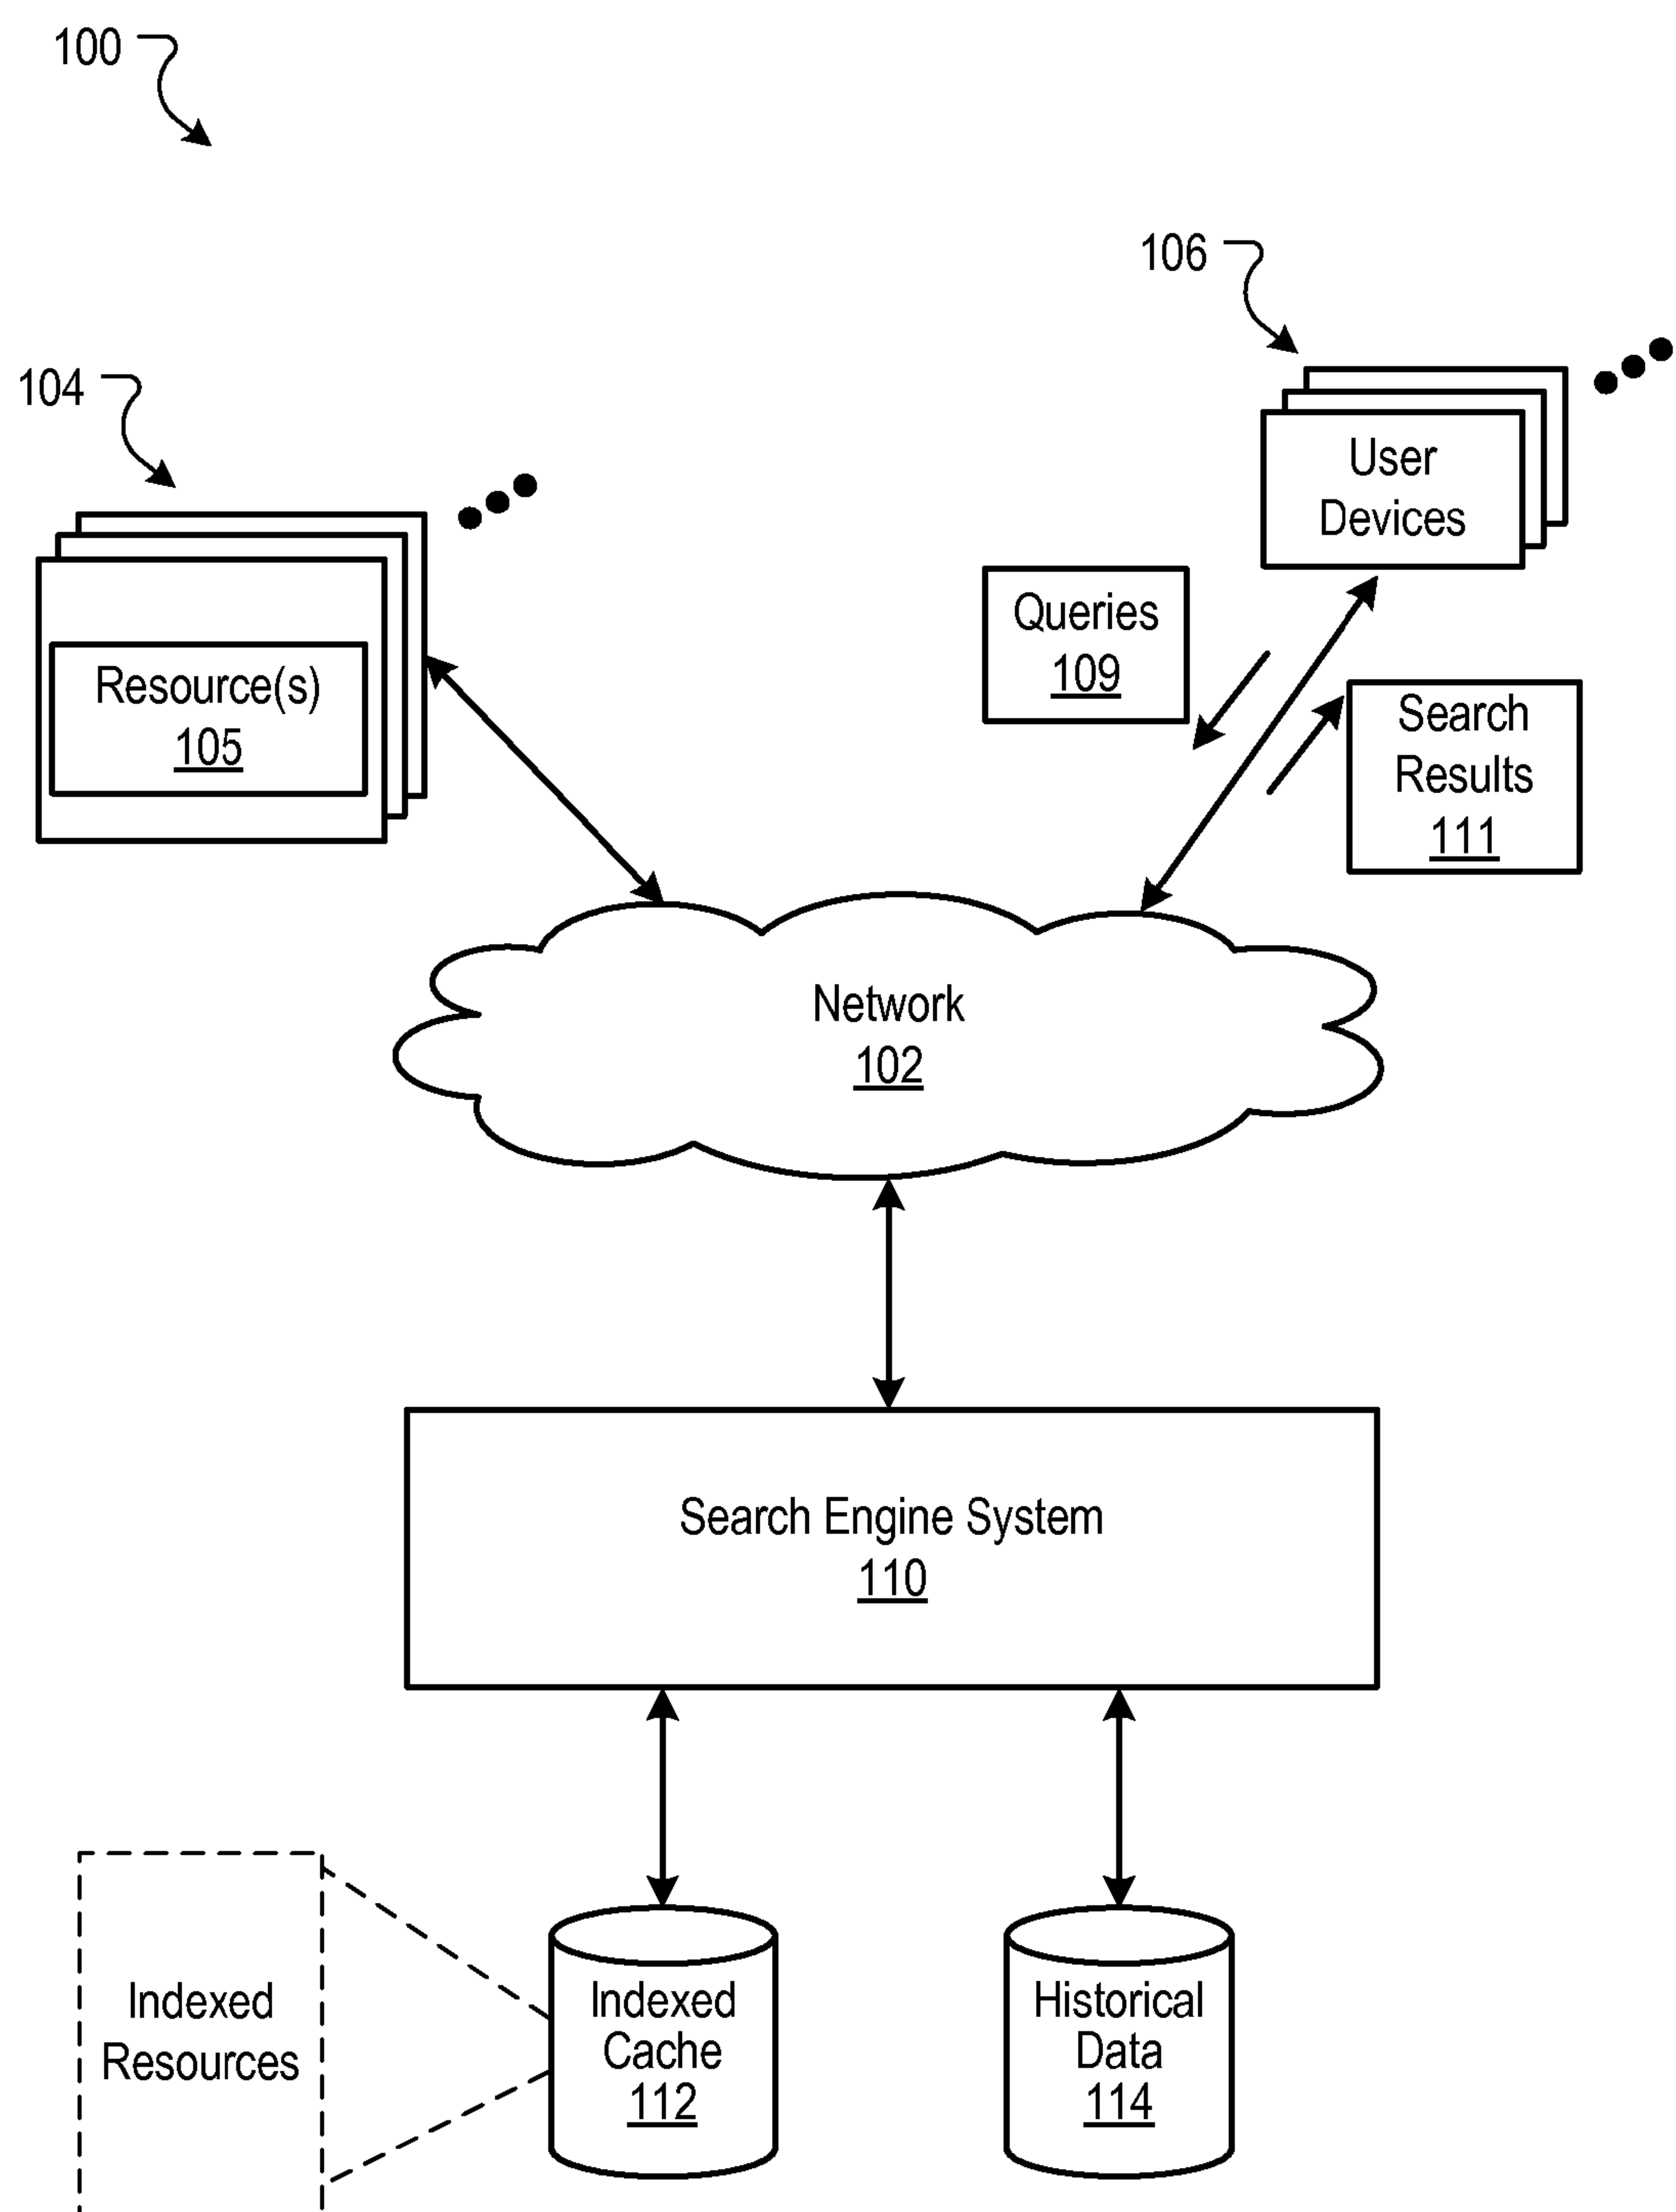 100
106
104
User
Devices
Queries
109
Resource(s)
105
Search
Results
111
Network
102
Search Engine System
110
Indexed
Resources
Indexed
Cache
112
Historical
Data
114